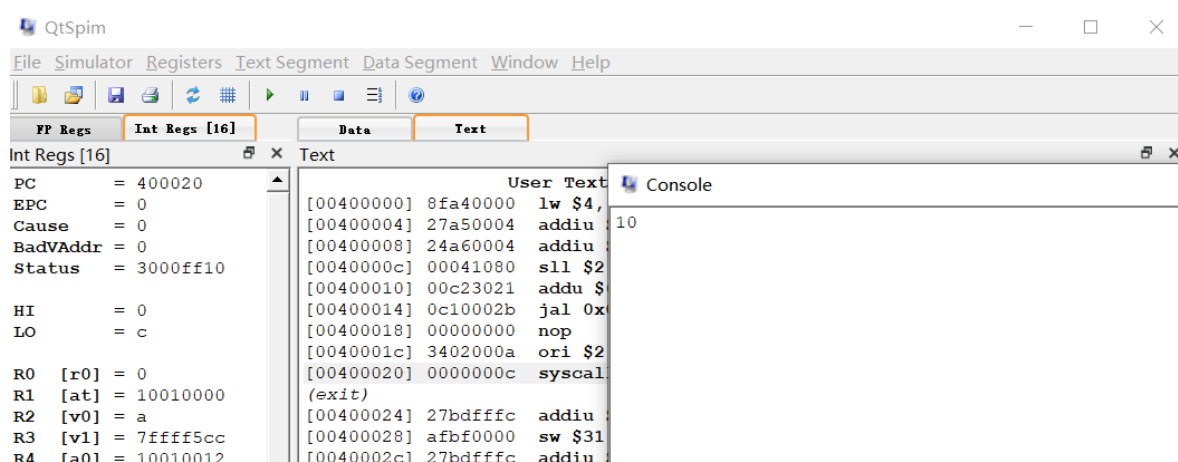 QtSpim
File Simulator Registers Text Segment Data Segment Window Help
FP Regs Int Regs [16] Data Text
Int Regs [16] Text
PC = 400020
EPC = 0
Cause = 0
BadVAddr = 0
Status = 3000ff10
HI = 0
LO = c
R0 [r0] = 0
R1 [at] = 10010000
R2 [v0] = a
R3 [v1] = 7ffff5cc
R4 [a0] = 10010012
User Text
[00400000] 8fa40000 lw $4,
[00400004] 27a50004 addiu
[00400008] 24a60004 addiu
[0040000c] 00041080 sll $2
[00400010] 00c23021 addu
[00400014] 0c10002b jal
[00400018] 00000000 nop
[0040001c] 3402000a ori $2
[00400020] 0000000c syscal
(exit)
[00400024] 27bdfffc addiu
[00400028] afbf0000 sw $31
[0040002c] 27bdfffc addiu
Console
10